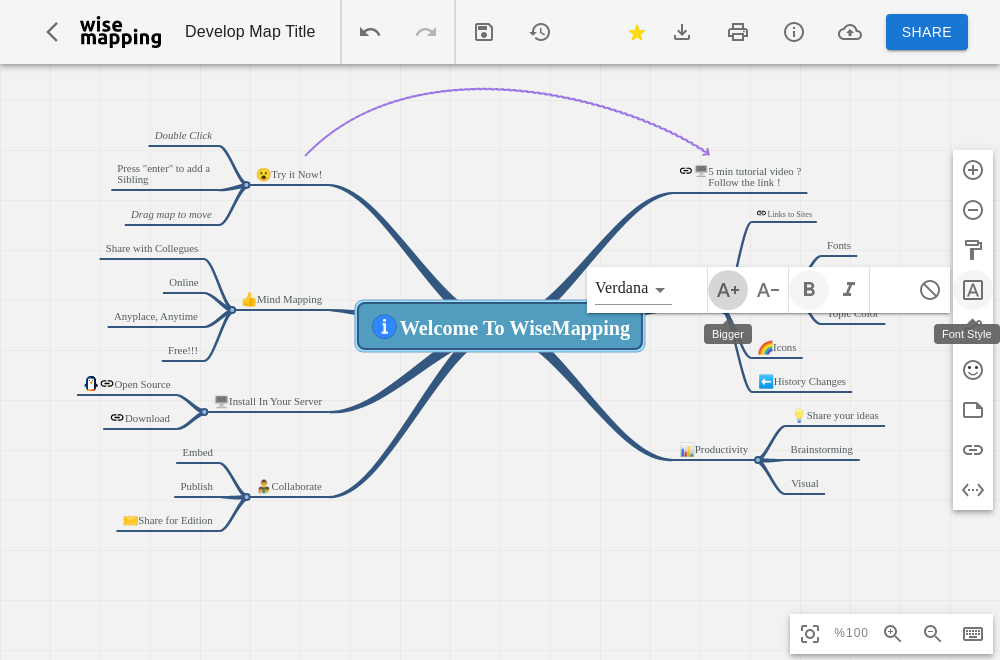 wise
mapping
Develop Map Title
SHARE
Double Click
Press "enter" to add a
Sibling
Drag map to move
😮Try it Now!
Share with Collegues
Online
Anyplace, Anytime
Free!!!
👍Mind Mapping
Open Source
Download
Install In Your Server
Embed
Publish
Share for Edition
Collaborate
Welcome To WiseMapping
5 min tutorial video ?
Follow the link !
Links to Sites
Fonts
Verdana
A+
A-
B
I
A
Topic Color
Bigger
Font Style
Icons
History Changes
Productivity
Share your ideas
Brainstorming
Visual
%100